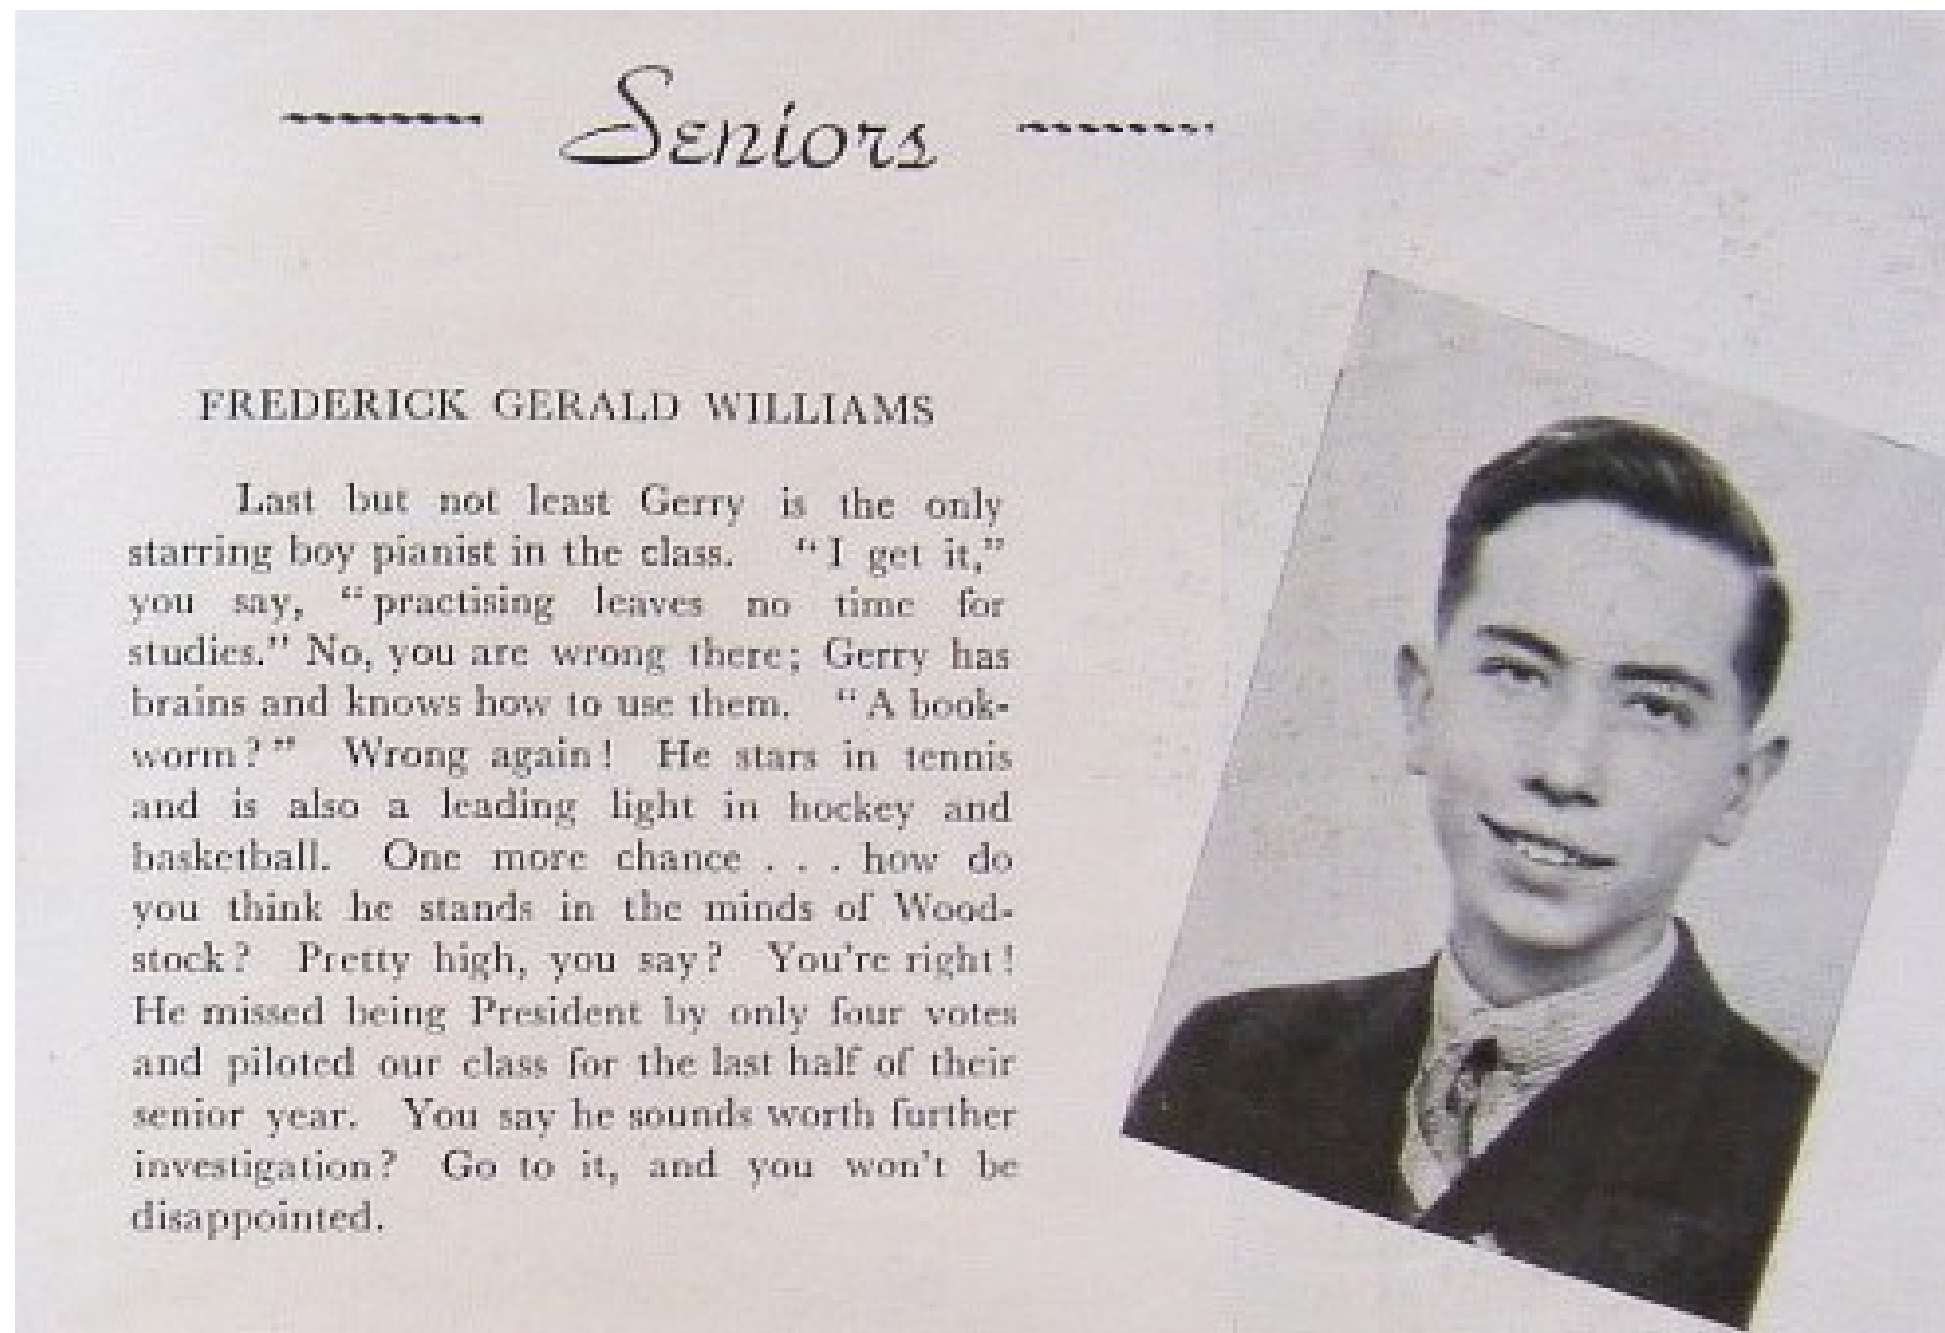 Seniors
FREDERICK GERALD WILLIAMS
Last but not least Gerry is the only
starring boy pianist in the class. “I get it,”
you say, “practising leaves no time for
studies.” No, you are wrong there; Gerry has
brains and knows how to use them. “A book-
worm?” Wrong again! He stars in tennis
and is also a leading light in hockey and
basketball. One more chance . . . how do
you think he stands in the minds of Wood-
stock? Pretty high, you say? You're right!
He missed being President by only four votes
and piloted our class for the last half of their
senior year. You say he sounds worth further
investigation? Go to it, and you won't be
disappointed.